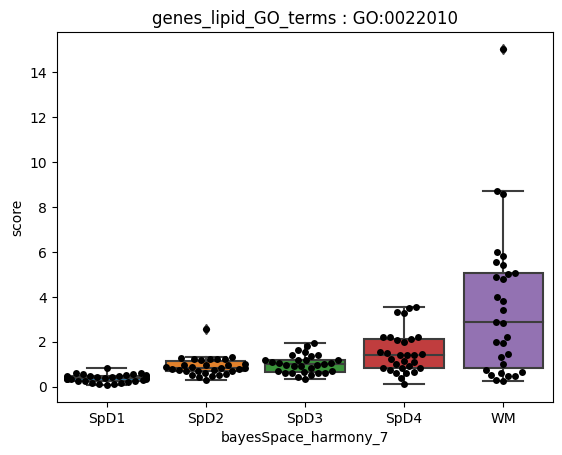 genes_lipid_GO_terms : GO:0022010
14
12
10
8
6
4
2
0
score
SpD1 SpD2 SpD3 SpD4 WM
bayesSpace_harmony_7